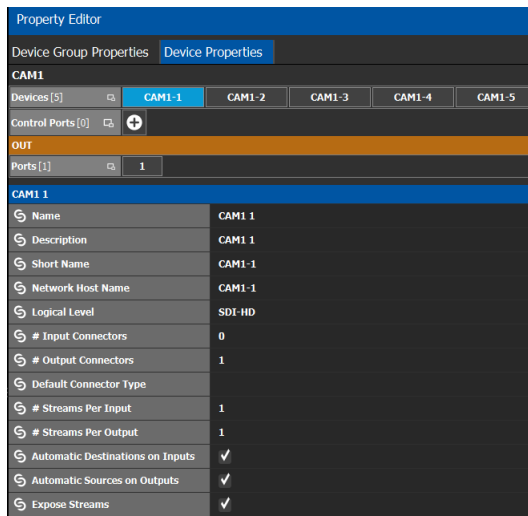 Property Editor
Device Group Properties Device Properties
CAM1
Devices [5] CAM1-1 CAM1-2 CAM1-3 CAM1-4 CAM1-5
Control Ports [0]
OUT
Ports [1] 1
CAM1 1
Name CAM1 1
Description CAM1 1
Short Name CAM1-1
Network Host Name CAM1-1
Logical Level SDI-HD
# Input Connectors 0
# Output Connectors 1
Default Connector Type
# Streams Per Input 1
# Streams Per Output 1
Automatic Destinations on Inputs
Automatic Sources on Outputs
Expose Streams